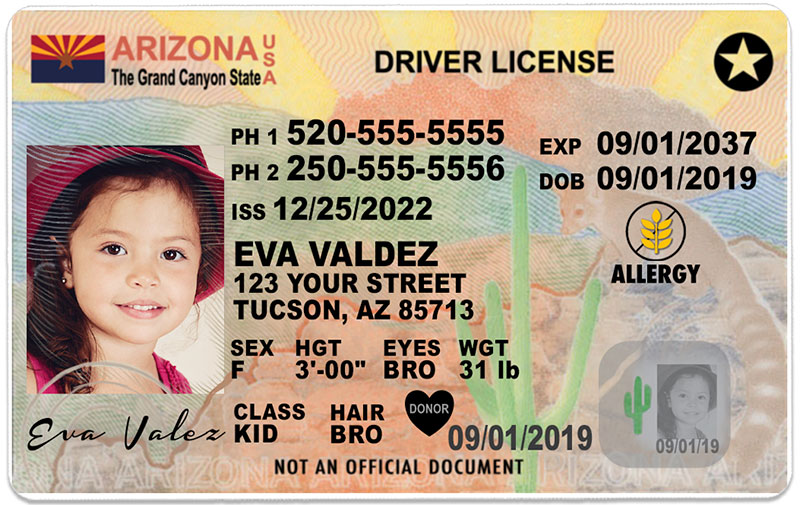 ARIZONA USA
The Grand Canyon State
DRIVER LICENSE
PH 1 520-555-5555
PH 2 250-555-5556
ISS 12/25/2022
EXP 09/01/2037
DOB 09/01/2019
ALLERGY
EVA VALDEZ
123 YOUR STREET
TUCSON, AZ 85713
SEX HGT EYES WGT
F 3'-00" BRO 31 lb
CLASS HAIR DONOR
KID BRO 09/01/2019
Eva Valez
09/01/19
NOT AN OFFICIAL DOCUMENT
ONA ARIZONA ARIZONA ARIZONA ARIZ